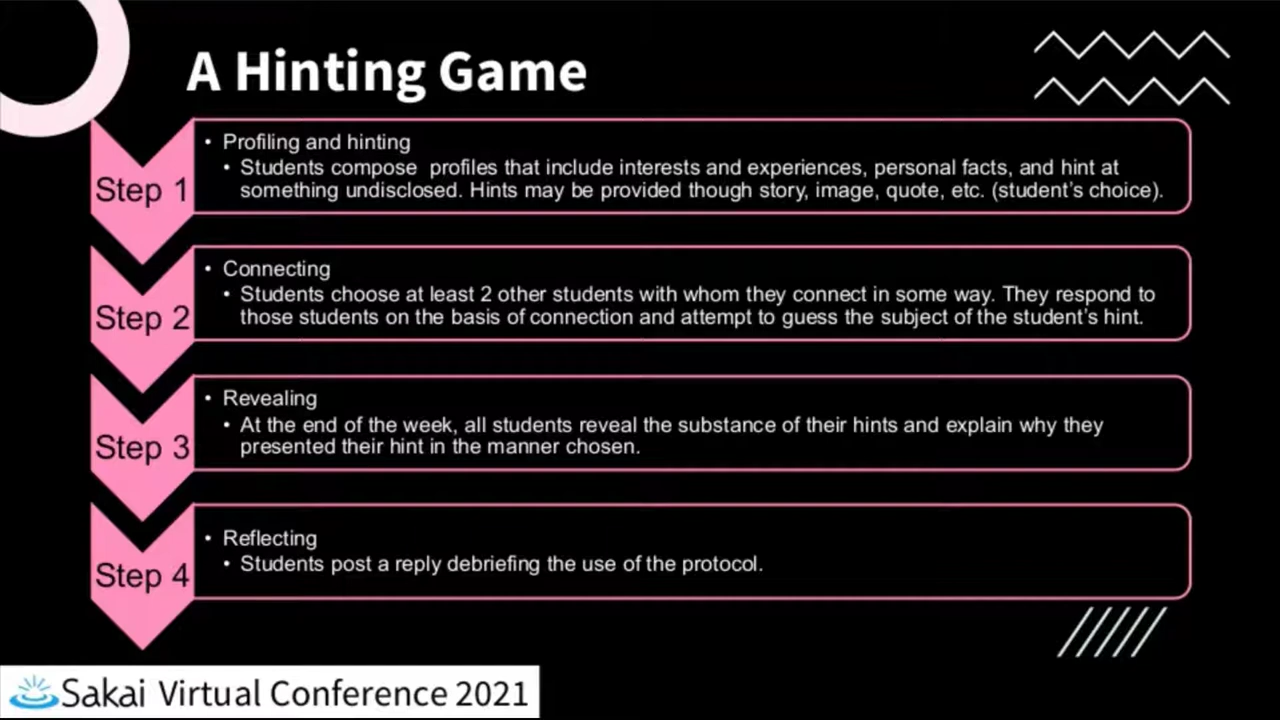 A Hinting Game
Step 1
• Profiling and hinting
• Students compose  profiles that include interests and experiences, personal facts, and hint at
something undisclosed. Hints may be provided though story, image, quote, etc. (student's choice).
Step 2
• Connecting
• Students choose at least 2 other students with whom they connect in some way. They respond to
those students on the basis of connection and attempt to guess the subject of the student's hint.
Step 3
• Revealing
• At the end of the week, all students reveal the substance of their hints and explain why they
presented their hint in the manner chosen.
Step 4
• Reflecting
• Students post a reply debriefing the use of the protocol.
Sakai Virtual Conference 2021